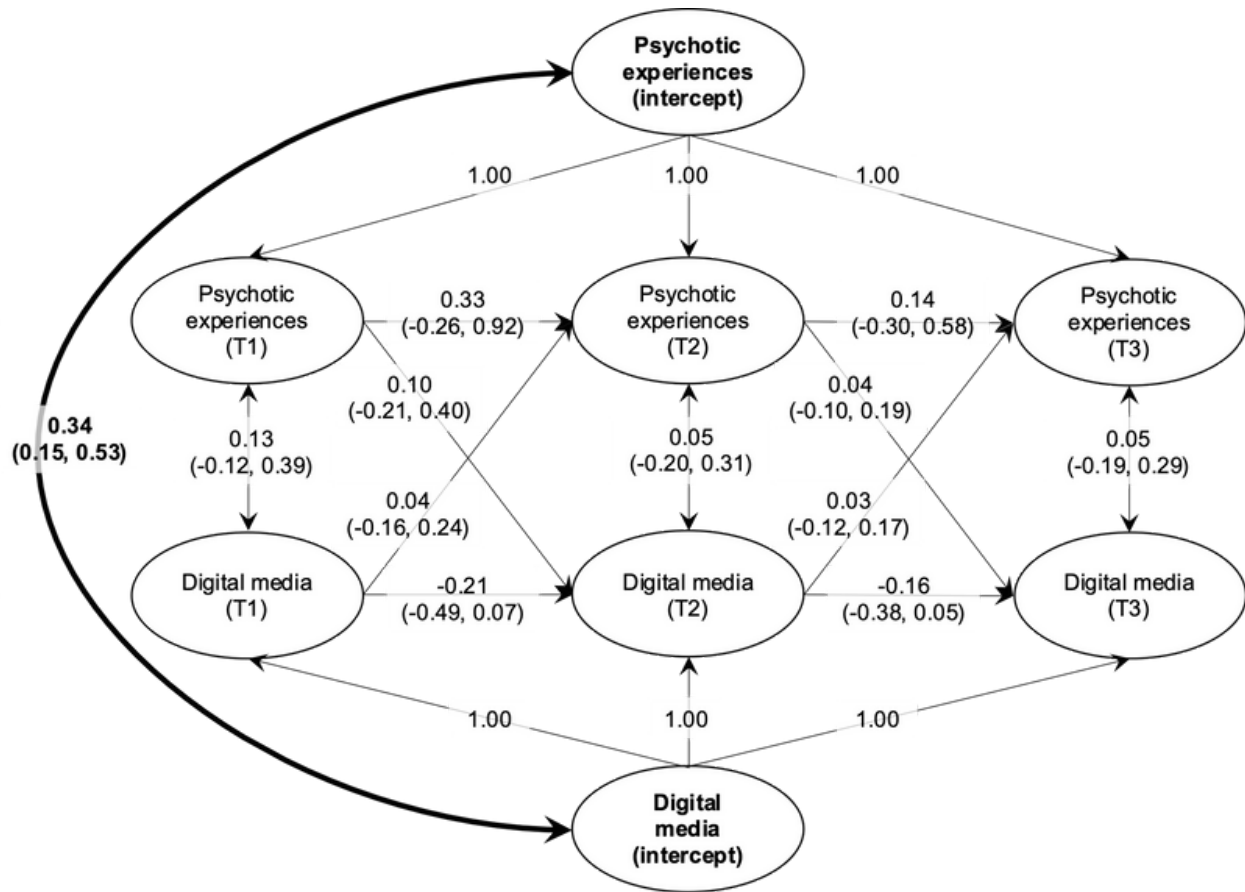 Psychotic
experiences
(intercept)
1.00
1.00
1.00
Psychotic
experiences
(T1)
0.33
(-0.26, 0.92)
Psychotic
experiences
(T2)
0.14
(-0.30, 0.58)
Psychotic
experiences
(T3)
0.10
(-0.21, 0.40)
0.04
(-0.10, 0.19)
0.34
(0.15, 0.53)
0.13
(-0.12, 0.39)
0.05
(-0.20, 0.31)
0.05
(-0.19, 0.29)
0.04
(-0.16, 0.24)
0.03
(-0.12, 0.17)
Digital media
(T1)
-0.21
(-0.49, 0.07)
Digital media
(T2)
-0.16
(-0.38, 0.05)
Digital media
(T3)
1.00
1.00
1.00
Digital
media
(intercept)